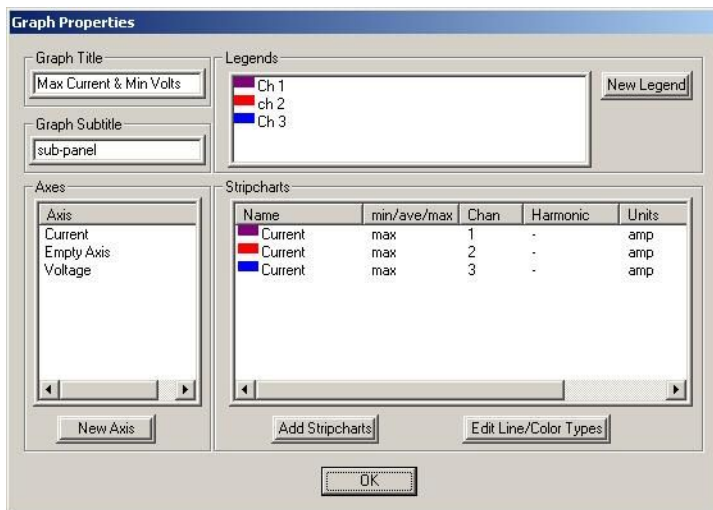 Graph Properties
Graph Title
Max Current & Min Volts
Graph Subtitle
sub-panel
Legends
Ch 1
ch 2
Ch 3
New Legend
Axes
Axis
Current
Empty Axis
Voltage
New Axis
Stripcharts
Name min/ave/max Chan Harmonic Units
Current max 1 - amp
Current max 2 - amp
Current max 3 - amp
Add Stripcharts
Edit Line/Color Types
OK